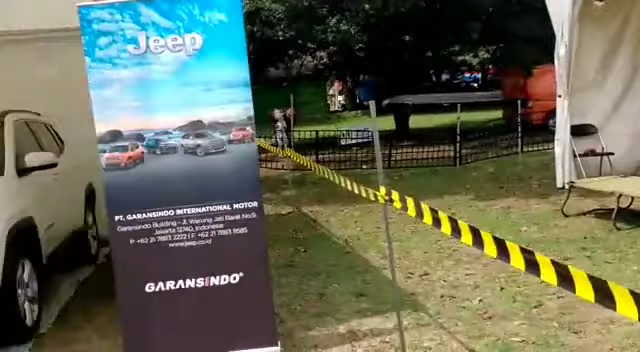 Jeep
PT. GARANSINDO INTERNATIONAL MOTOR
Garansindo Building - Jl. Warung Jati Barat No.9.
Jakarta 12740, Indonesia
P: +62 21 7883 2222 | F: +62 21 7883 8585
www.jeep.co.id
GARANSINDO